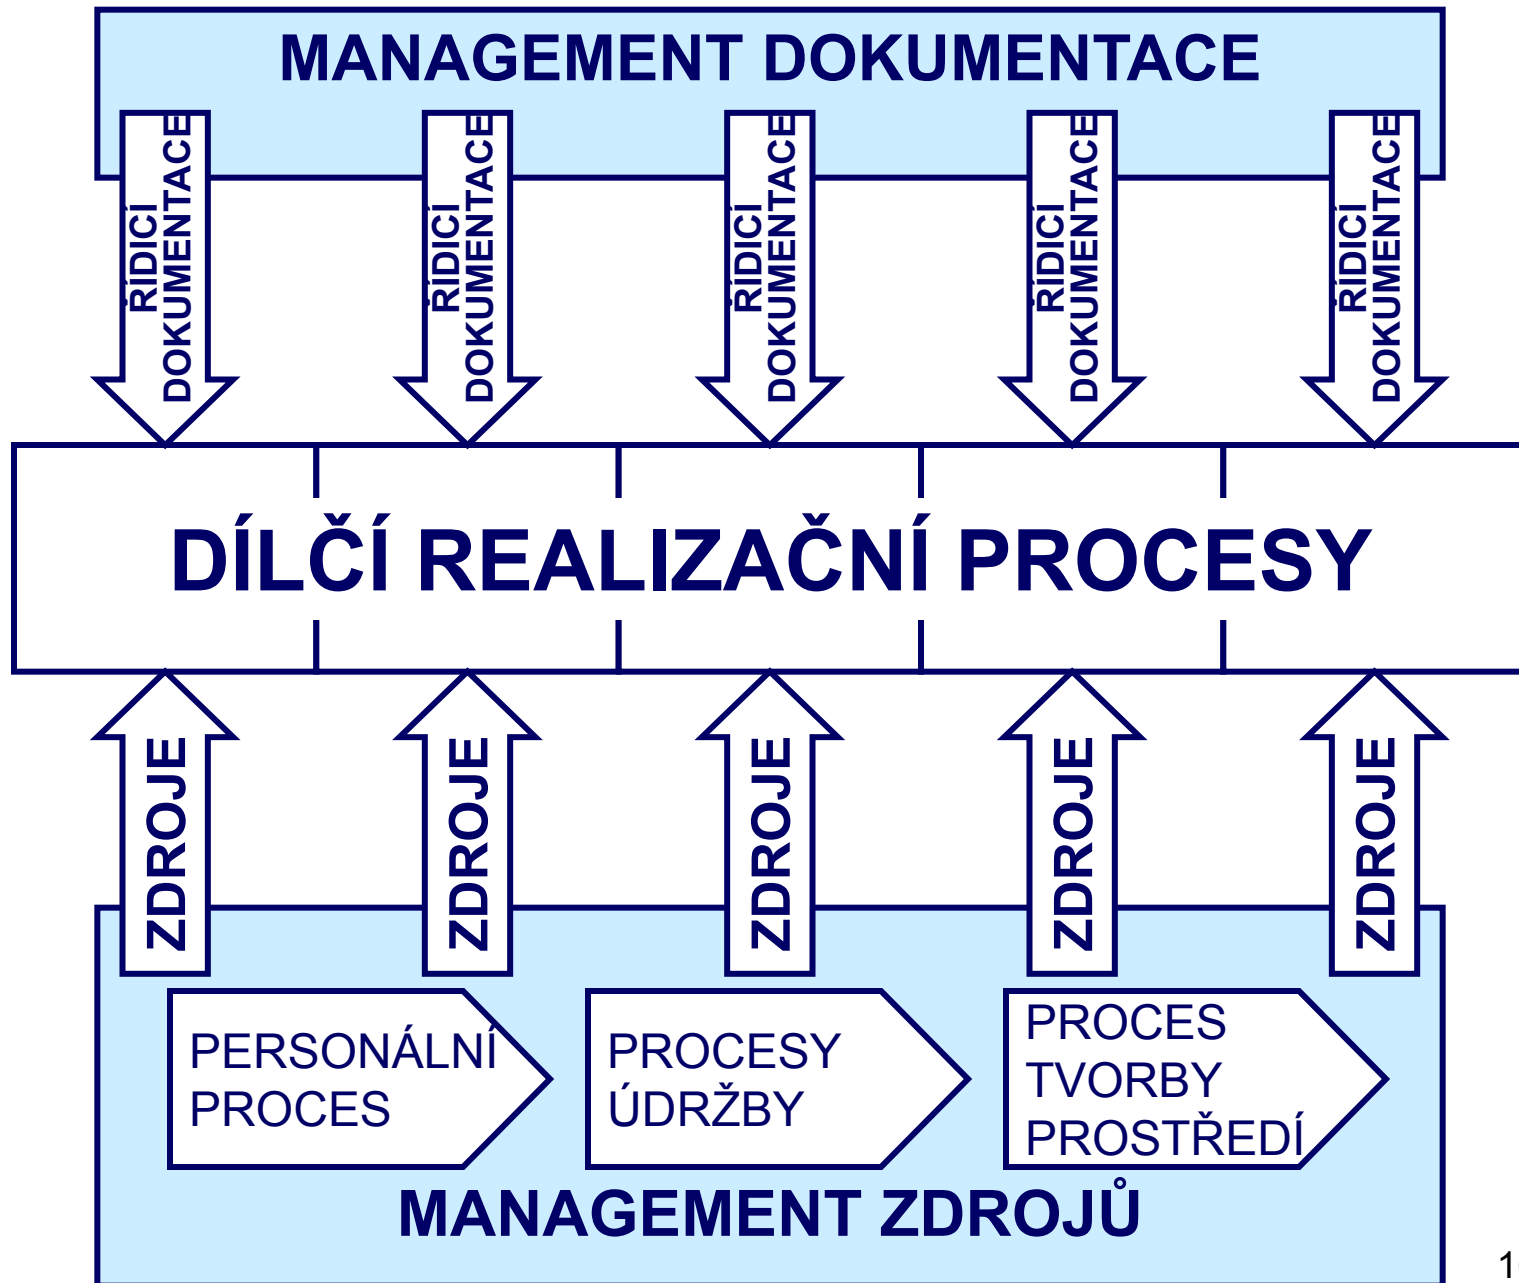 MANAGEMENT DOKUMENTACE
ŘÍDICÍ
DOKUMENTACE
ŘÍDICÍ
DOKUMENTACE
ŘÍDICÍ
DOKUMENTACE
ŘÍDICÍ
DOKUMENTACE
ŘÍDICÍ
DOKUMENTACE
DÍLČÍ REALIZAČNÍ PROCESY
ZDROJE
ZDROJE
ZDROJE
ZDROJE
ZDROJE
PERSONÁLNÍ
PROCES
PROCESY
ÚDRŽBY
PROCES
TVORBY
PROSTŘEDÍ
MANAGEMENT ZDROJŮ